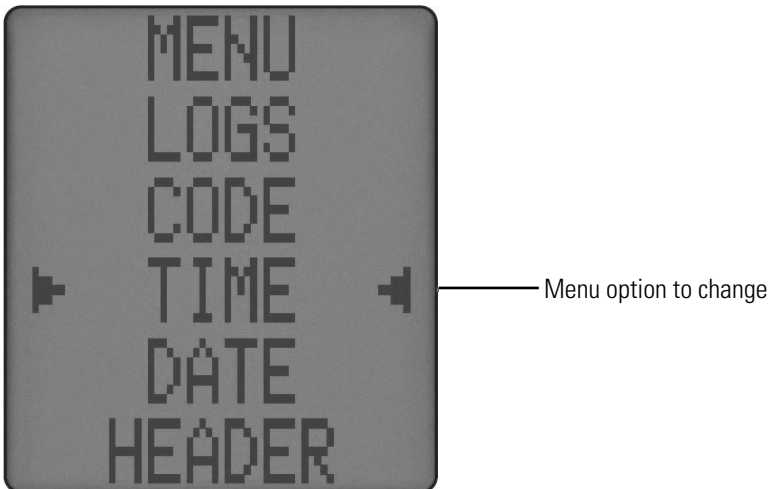 MENU
LOGS
CODE
TIME
Menu option to change
DATE
HEADER